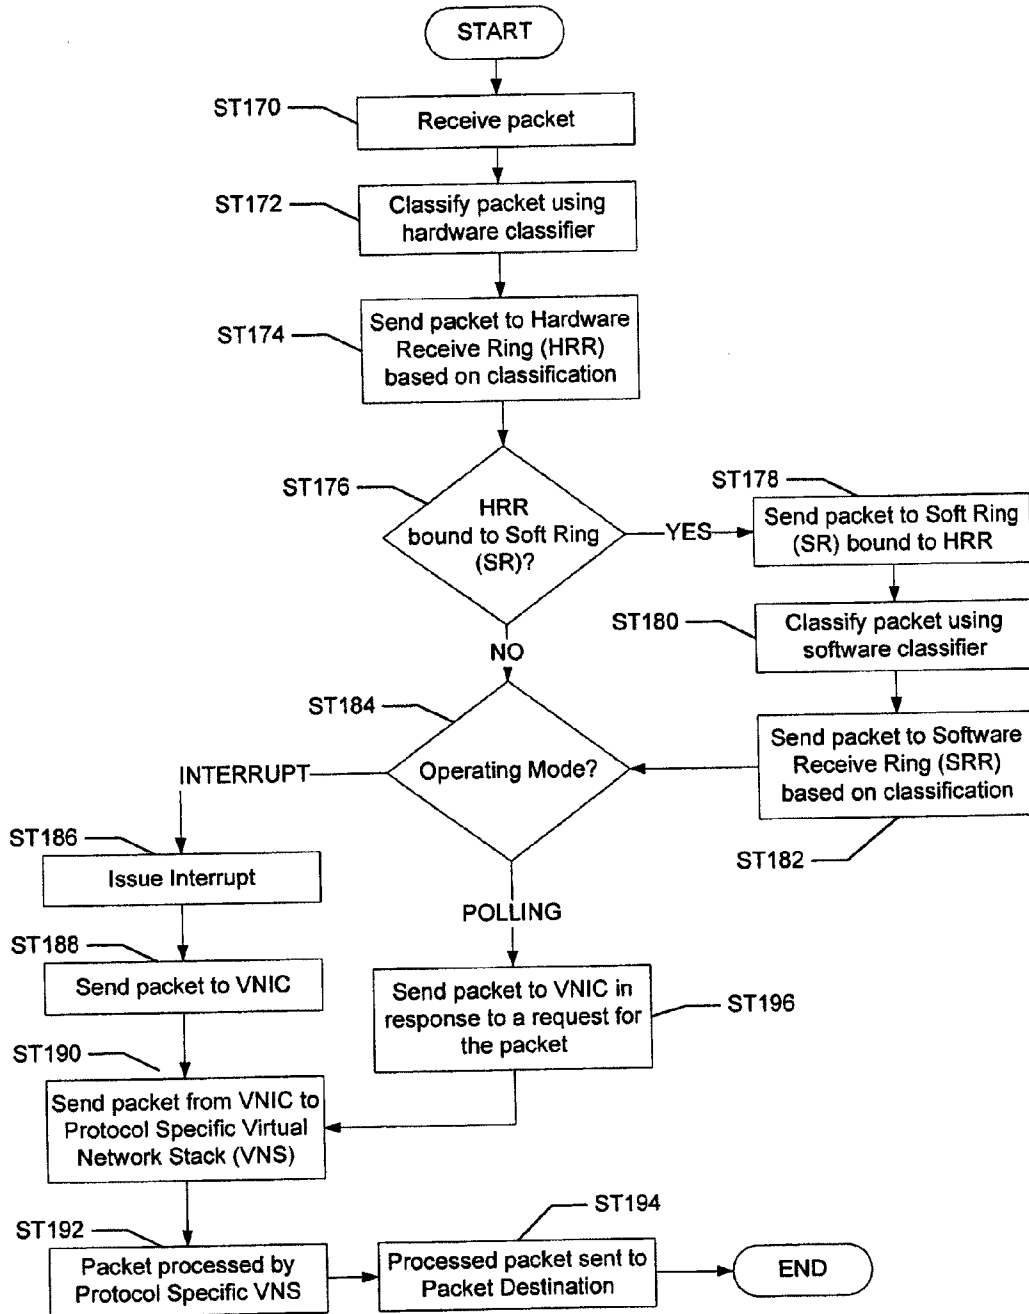 START
ST170
Receive packet
ST172
Classify packet using
hardware classifier
ST174
Send packet to Hardware
Receive Ring (HRR)
based on classification
ST176
HRR
bound to Soft Ring
(SR)?
YES
ST178
Send packet to Soft Ring
(SR) bound to HRR
ST180
Classify packet using
software classifier
NO
ST184
Operating Mode?
Send packet to Software
Receive Ring (SRR)
based on classification
ST182
INTERRUPT
ST186
Issue Interrupt
POLLING
ST188
Send packet to VNIC
Send packet to VNIC in
response to a request for
the packet
ST196
ST190
Send packet from VNIC to
Protocol Specific Virtual
Network Stack (VNS)
ST192
Packet processed by
Protocol Specific VNS
ST194
Processed packet sent to
Packet Destination
END